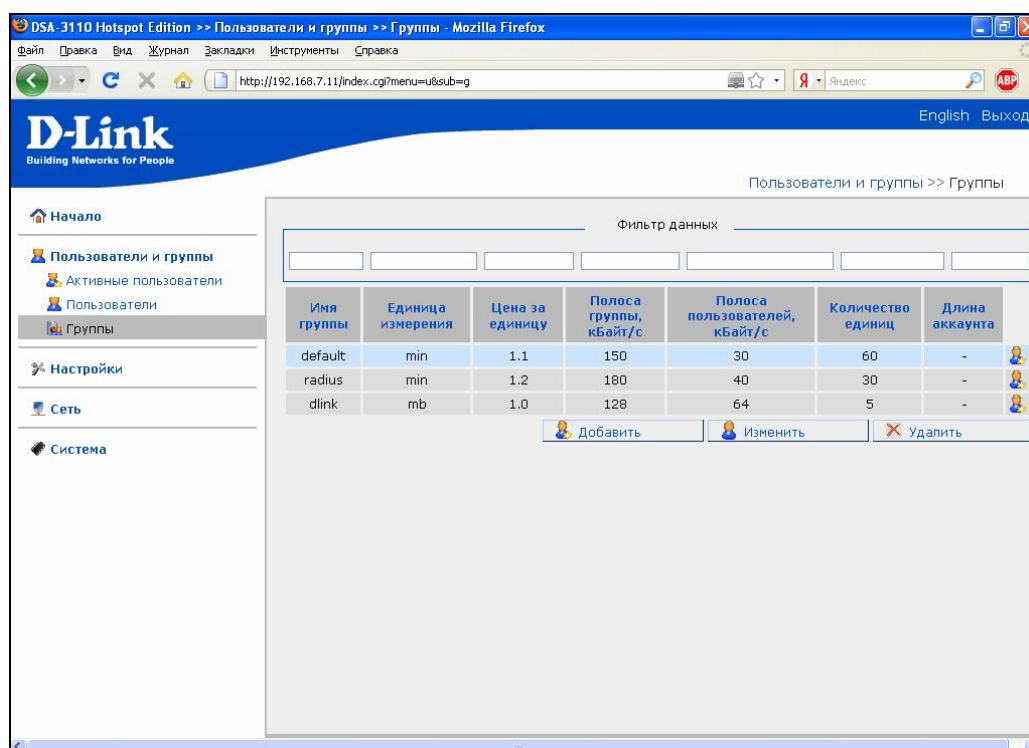 DSA-3110 Hotspot Edition >> Пользователи и группы >> Группы - Mozilla Firefox
Файл Правка Вид Журнал Закладки Инструменты Справка
http://192.168.7.11/index.cgi?menu=u&sub=g
Я Яндекс
ABP
English Выход
D-Link
Building Networks for People
Пользователи и группы >> Группы
Начало
Пользователи и группы
Активные пользователи
Пользователи
Группы
Настройки
Сеть
Система
Фильтр данных
Имя группы Единица измерения Цена за единицу Полоса группы, кБайт/с Полоса пользователей, кБайт/с Количество единиц Длина аккаунта
default min 1.1 150 30 60 -
radius min 1.2 180 40 30 -
dlink mb 1.0 128 64 5 -
Добавить Изменить Удалить